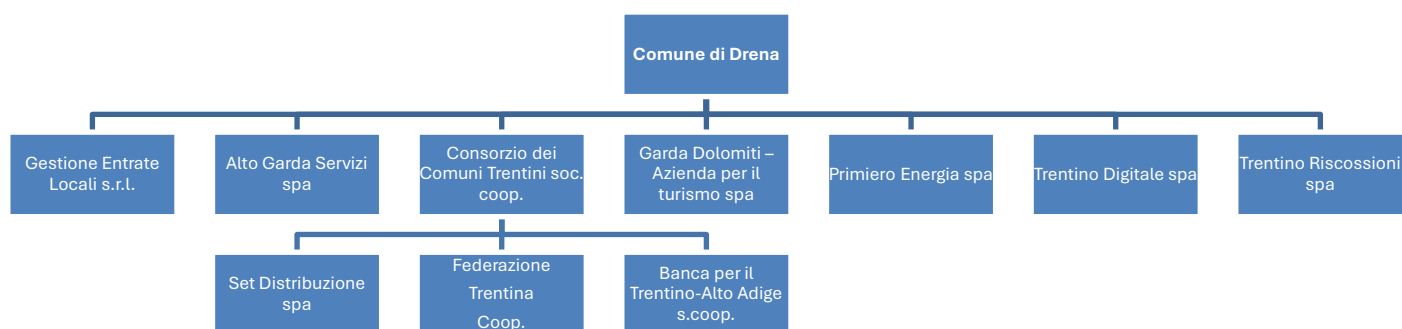 Comune di Drena
Gestione Entrate
Locali s.r.l.
Alto Garda Servizi
spa
Consorzio dei
Comuni Trentini soc.
coop.
Garda Dolomiti –
Azienda per il
turismo spa
Primiero Energia spa
Trentino Digitale spa
Trentino Riscossioni
spa
Set Distribuzione
spa
Federazione
Trentina
Coop.
Banca per il
Trentino-Alto Adige
s.coop.